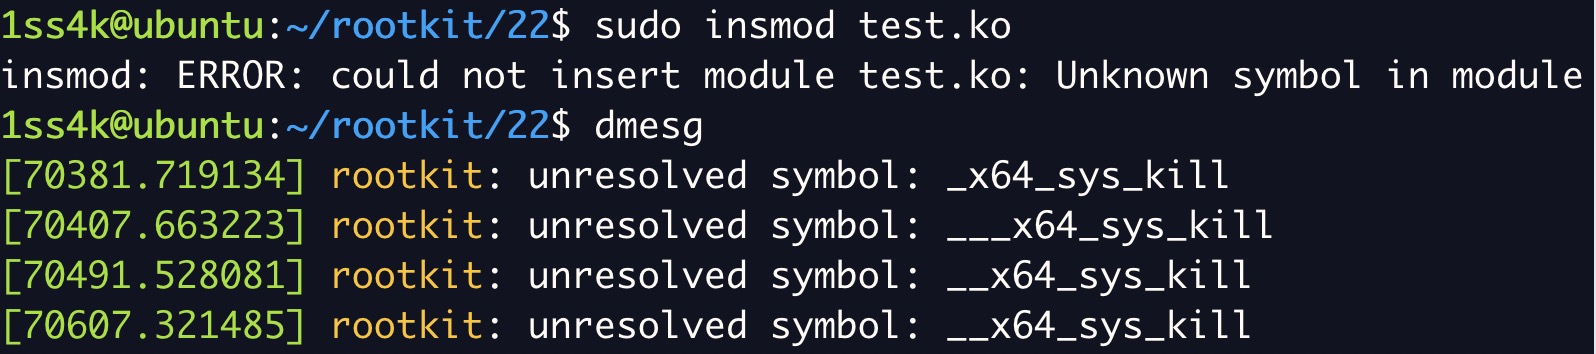 1ss4k@ubuntu:~/rootkit/22$ sudo insmod test.ko
insmod: ERROR: could not insert module test.ko: Unknown symbol in module
1ss4k@ubuntu:~/rootkit/22$ dmesg
[70381.719134] rootkit: unresolved symbol: _x64_sys_kill
[70407.663223] rootkit: unresolved symbol: ___x64_sys_kill
[70491.528081] rootkit: unresolved symbol: __x64_sys_kill
[70607.321485] rootkit: unresolved symbol: __x64_sys_kill